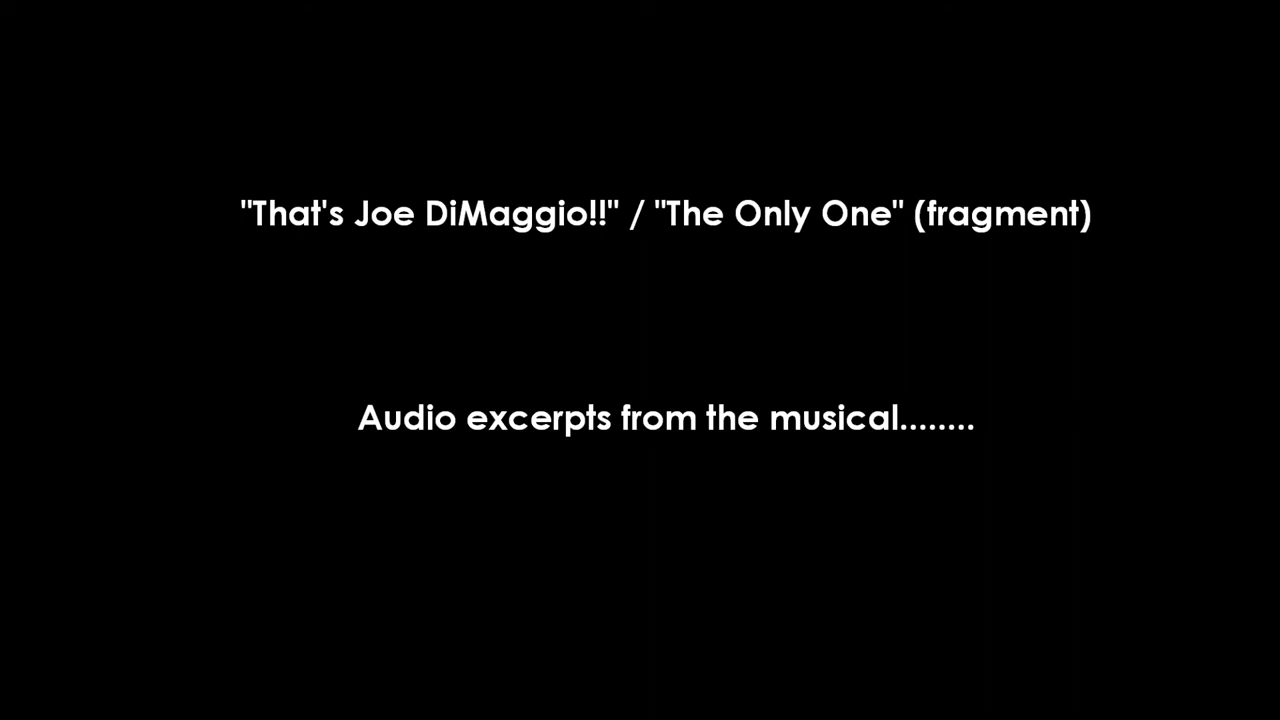 "That's Joe DiMaggio!!" / "The Only One" (fragment)
Audio excerpts from the musical........